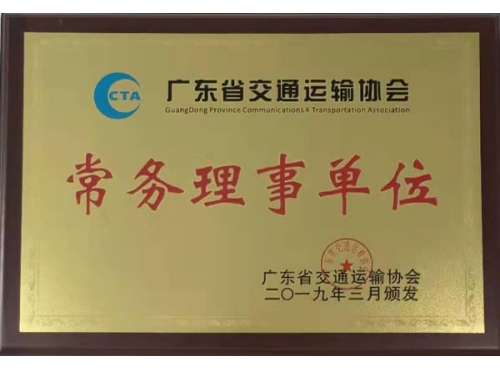 CTA
广东省交通运输协会
GuangDong Province Communications & Transportation Association
常务理事单位
广东省交通运输协会
二〇一九年三月颁发